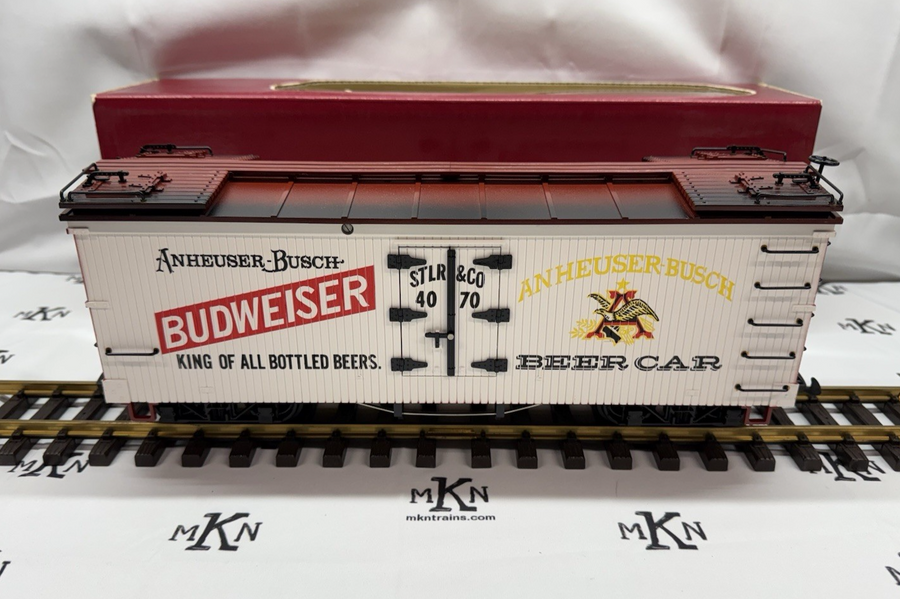 ANHEUSER-BUSCH
BUDWEISER
KING OF ALL BOTTLED BEERS.
STLR&CO
40 70
ANHEUSER-BUSCH
A
BEER CAR
MKN
mkntrains.com
MKN
MKN
MKN
MKN
MKN
MKN